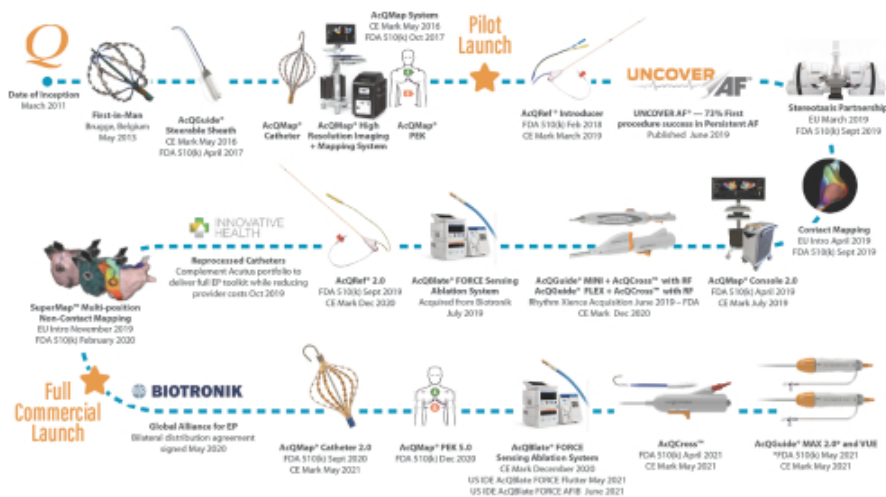 Q
Date of Inception
March 2011
First-in-Man
Brugge, Belgium
May 2013
AcQGuide®
Steerable Sheath
CE Mark May 2016
FDA 510(k) April 2017
AcQMap®
Catheter
AcQMap System
CE Mark May 2016
FDA 510(k) Oct 2017
AcQMap® High
Resolution Imaging
+ Mapping System
AcQMap®
PEK
Pilot
Launch
AcQRef® Introducer
FDA 510(k) Feb 2018
CE Mark March 2019
UNCOVER AF
UNCOVER AF® — 73% First
procedure success in Persistent AF
Published June 2019
Stereotaxis Partnership
EU March 2019
FDA 510(k) Sept 2019
Contact Mapping
EU Intro April 2019
FDA 510(k) Sept 2019
AcQMap® Console 2.0
FDA 510(k) April 2019
CE Mark July 2019
AcQGuide® MINI + AcQCross™ with RF
AcQGuide® FLEX + AcQCross™ with RF
Rhythm Xience Acquisition June 2019 – FDA
CE Mark Dec 2020
AcQBlate® FORCE Sensing
Ablation System
Acquired from Biotronik
July 2019
AcQRef® 2.0
FDA 510(k) Sept 2019
CE Mark Dec 2020
INNOVATIVE
HEALTH
Reprocessed Catheters
Complement Acutus portfolio to
deliver full EP toolkit while reducing
provider costs Oct 2019
SuperMap™ Multi-position
Non-Contact Mapping
EU Intro November 2019
FDA 510(k) February 2020
Full
Commercial
Launch
BIOTRONIK
Global Alliance for EP
Bilateral distribution agreement
signed May 2020
AcQMap® Catheter 2.0
FDA 510(k) Sept 2020
CE Mark May 2021
AcQMap® PEK 5.0
FDA 510(k) Dec 2020
AcQBlate® FORCE
Sensing Ablation System
CE Mark December 2020
US IDE AcQBlate FORCE Flutter May 2021
US IDE AcQBlate FORCE AFIB June 2021
AcQCross™
FDA 510(k) April 2021
CE Mark May 2021
AcQGuide® MAX 2.0® and VUE
*FDA 510(k) May 2021
CE Mark May 2021